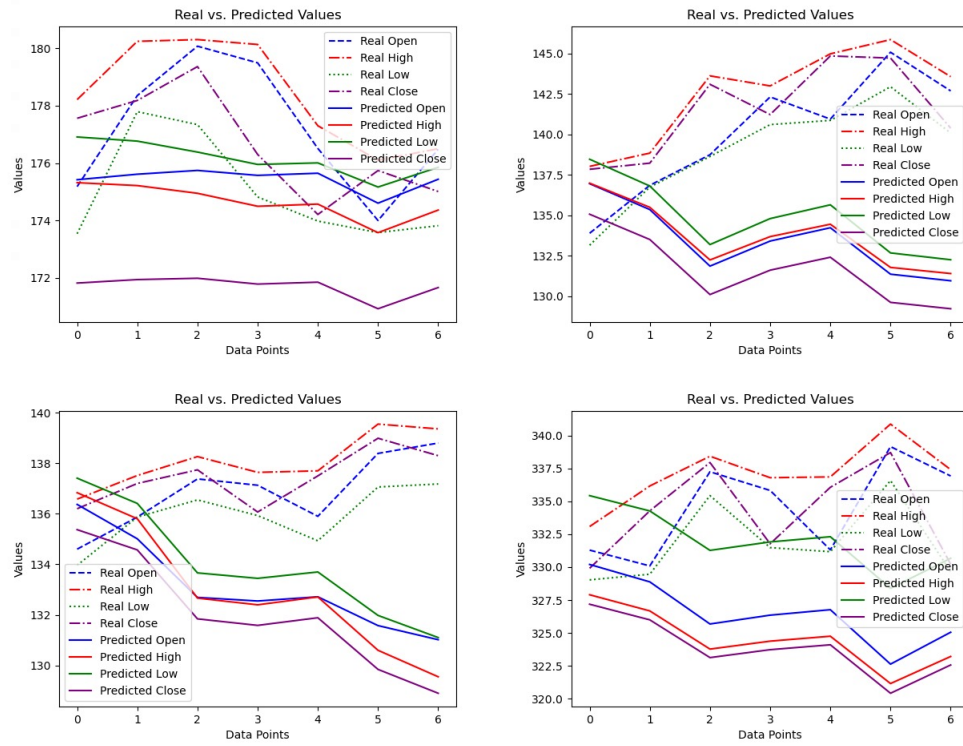 Real vs. Predicted Values
180
178
176
174
172
Values
0 1 2 3 4 5 6
Data Points
Real Open
Real High
Real Low
Real Close
Predicted Open
Predicted High
Predicted Low
Predicted Close
Real vs. Predicted Values
145.0
142.5
140.0
137.5
135.0
132.5
130.0
Values
0 1 2 3 4 5 6
Data Points
Real Open
Real High
Real Low
Real Close
Predicted Open
Predicted High
Predicted Low
Predicted Close
Real vs. Predicted Values
140
138
136
134
132
130
Values
0 1 2 3 4 5 6
Data Points
Real Open
Real High
Real Low
Real Close
Predicted Open
Predicted High
Predicted Low
Predicted Close
Real vs. Predicted Values
340.0
337.5
335.0
332.5
330.0
327.5
325.0
322.5
320.0
Values
0 1 2 3 4 5 6
Data Points
Real Open
Real High
Real Low
Real Close
Predicted Open
Predicted High
Predicted Low
Predicted Close